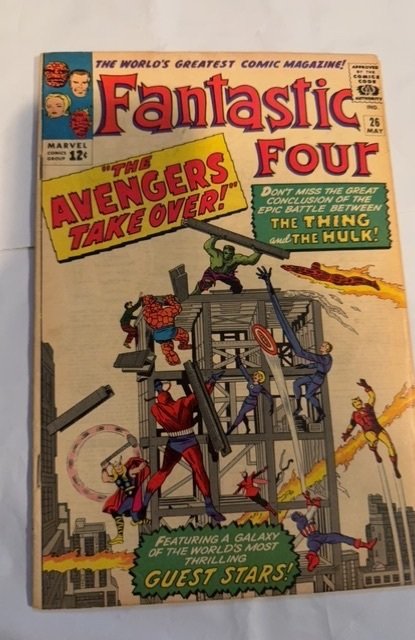 THE WORLD'S GREATEST COMIC MAGAZINE!
APPROVED
BY THE
COMICS
CODE
AUTHORITY
Fantastic
Four
MARVEL
COMICS
GROUP
12¢
IND.
26
MAY
"THE
AVENGERS
TAKE OVER!"
DON'T MISS THE GREAT
CONCLUSION OF THE
EPIC BATTLE BETWEEN
THE THING
and THE HULK!
FEATURING A GALAXY
OF THE WORLD'S MOST
THRILLING
GUEST STARS!